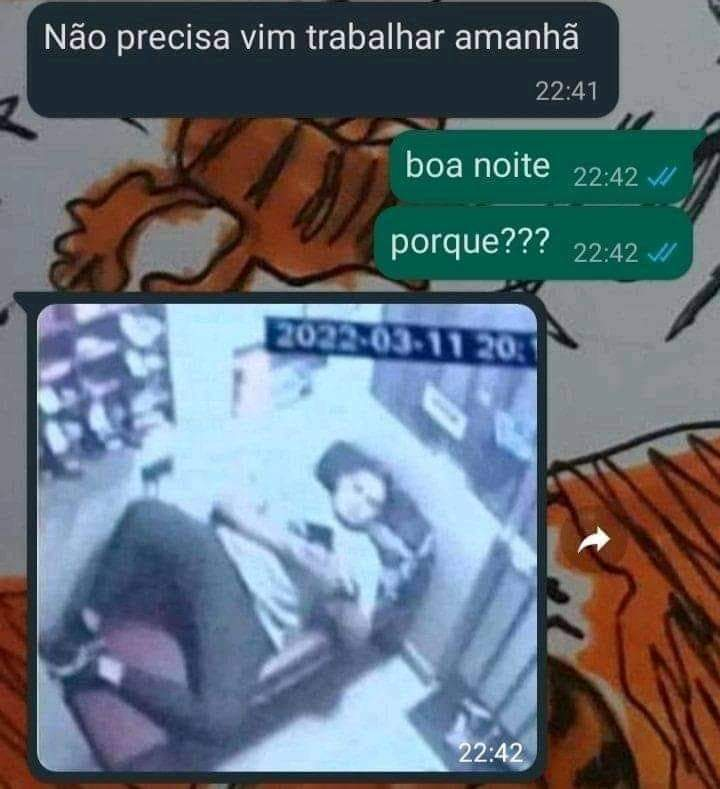 Não precisa vim trabalhar amanhã
22:41
boa noite 22:42
porque??? 22:42
2022-03-11 20:1
22:42